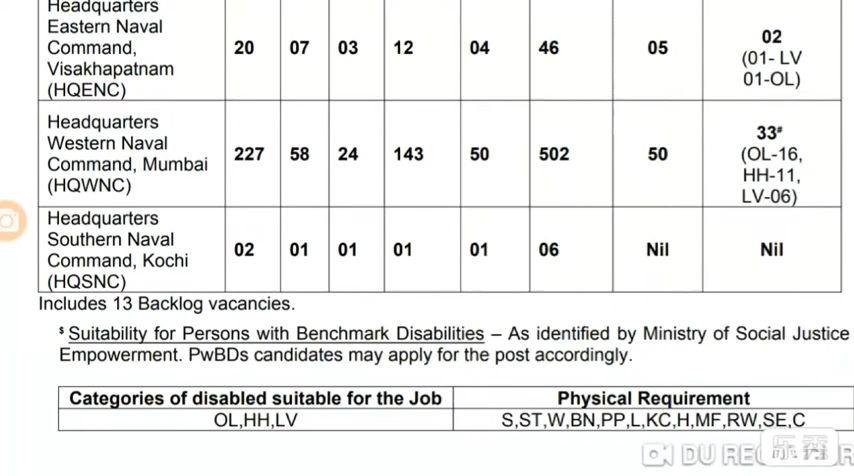 Headquarters
Eastern Naval
Command,
Visakhapatnam
(HQENC)
20 07 03 12 04 46 05
02
(01- LV
01-OL)
Headquarters
Western Naval
Command, Mumbai
(HQWNC)
227 58 24 143 50 502 50
33#
(OL-16,
HH-11,
LV-06)
Headquarters
Southern Naval
Command, Kochi
(HQSNC)
02 01 01 01 01 06 Nil Nil
Includes 13 Backlog vacancies.
$ Suitability for Persons with Benchmark Disabilities – As identified by Ministry of Social Justice
Empowerment. PwBDs candidates may apply for the post accordingly.
Categories of disabled suitable for the Job Physical Requirement
OL,HH,LV S,ST,W,BN,PP,L,KC,H,MF,RW,SE,C
DU